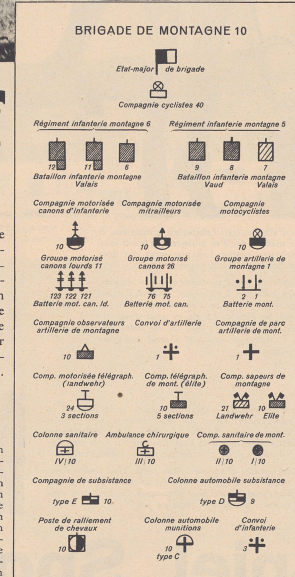 BRIGADE DE MONTAGNE 10
Etat-major de brigade
Compagnie cyclistes 40
Régiment infanterie montagne 6 Régiment infanterie montagne 5
12 11 6 9 8 7
Bataillon infanterie montagne Bataillon infanterie montagne
Valais Vaud Valais
Compagnie motorisée Compagnie motorisée Compagnie
canons d'infanterie mitrailleurs motocyclistes
10 10 10
Groupe motorisé Groupe motorisé Groupe artillerie de
canons lourds 11 canons 26 montagne 1
123 122 121 76 75 2 1
Batterie mot. can. ld. Batterie mot. can. Batterie mont.
Compagnie observateurs Convoi d'artillerie Compagnie de parc
artillerie de montagne artillerie de mont.
10 1 1
Comp. motorisée télégraph. Comp. télégraph. Comp. sapeurs de
(landwehr) de mont. (élite) montagne
24 10 21 10
3 sections 5 sections Landwehr Elite
Colonne sanitaire Ambulance chirurgique Comp. sanitaire de mont.
IV/10 III/10 II/10 I/10
Compagnie de subsistance Colonne automobile subsistance
type E 10 type D 9
Poste de ralliement Colonne automobile Convoi
de chevaux munitions d'infanterie
10 10 3
type C